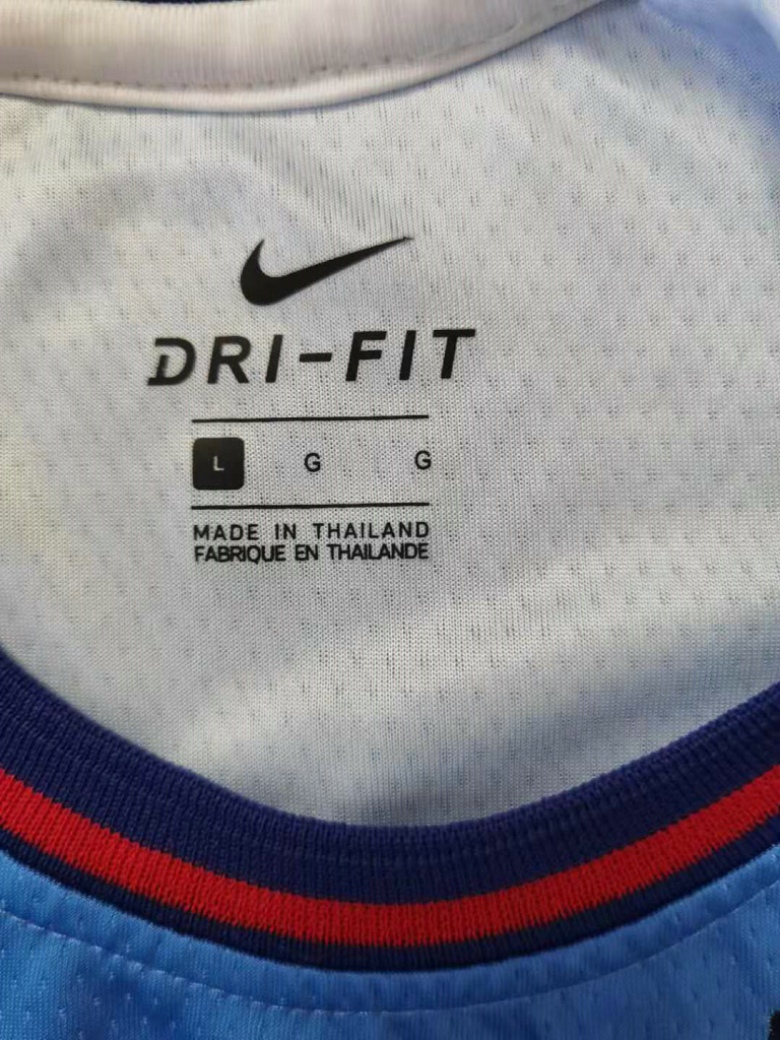 DRI-FIT
L G G
MADE IN THAILAND
FABRIQUE EN THAILANDE